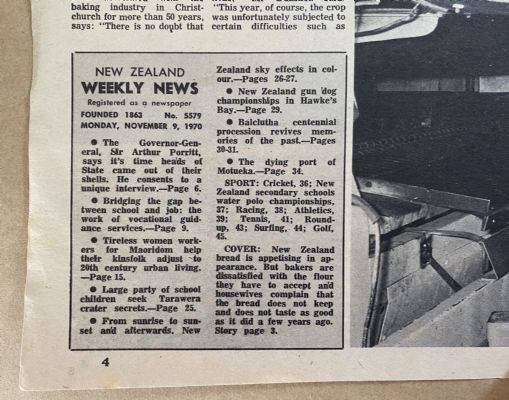 baking industry in Christ-
church for more than 50 years,
says: "There is no doubt that
"This year, of course, the crop
was unfortunately subjected to
certain difficulties such as
NEW ZEALAND
WEEKLY NEWS
Registered as a newspaper
FOUNDED 1863 No. 5579
MONDAY, NOVEMBER 9, 1970
● The Governor-Gen-
eral, Sir Arthur Porritt,
says it's time heads of
State came out of their
shells. He consents to a
unique interview.—Page 6.
● Bridging the gap be-
tween school and job: the
work of vocational guid-
ance services.—Page 9.
● Tireless women work-
ers for Maoridom help
their kinsfolk adjust to
20th century urban living.
—Page 15.
● Large party of school
children seek Tarawera
crater secrets.—Page 25.
● From sunrise to sun-
set and afterwards. New
Zealand sky effects in col-
our.—Pages 26-27.
● New Zealand gun dog
championships in Hawke's
Bay.—Page 29.
● Balclutha centennial
procession revives mem-
ories of the past.—Pages
30-31.
● The dying port of
Motueka.—Page 34.
SPORT: Cricket, 36; New
Zealand secondary schools
water polo championships,
37; Racing, 38; Athletics,
39; Tennis, 41; Round-
up, 43; Surfing, 44; Golf,
45.
COVER: New Zealand
bread is appetising in ap-
pearance. But bakers are
dissatisfied with the flour
they have to accept and
housewives complain that
the bread does not keep
and does not taste as good
as it did a few years ago.
Story page 3.
4